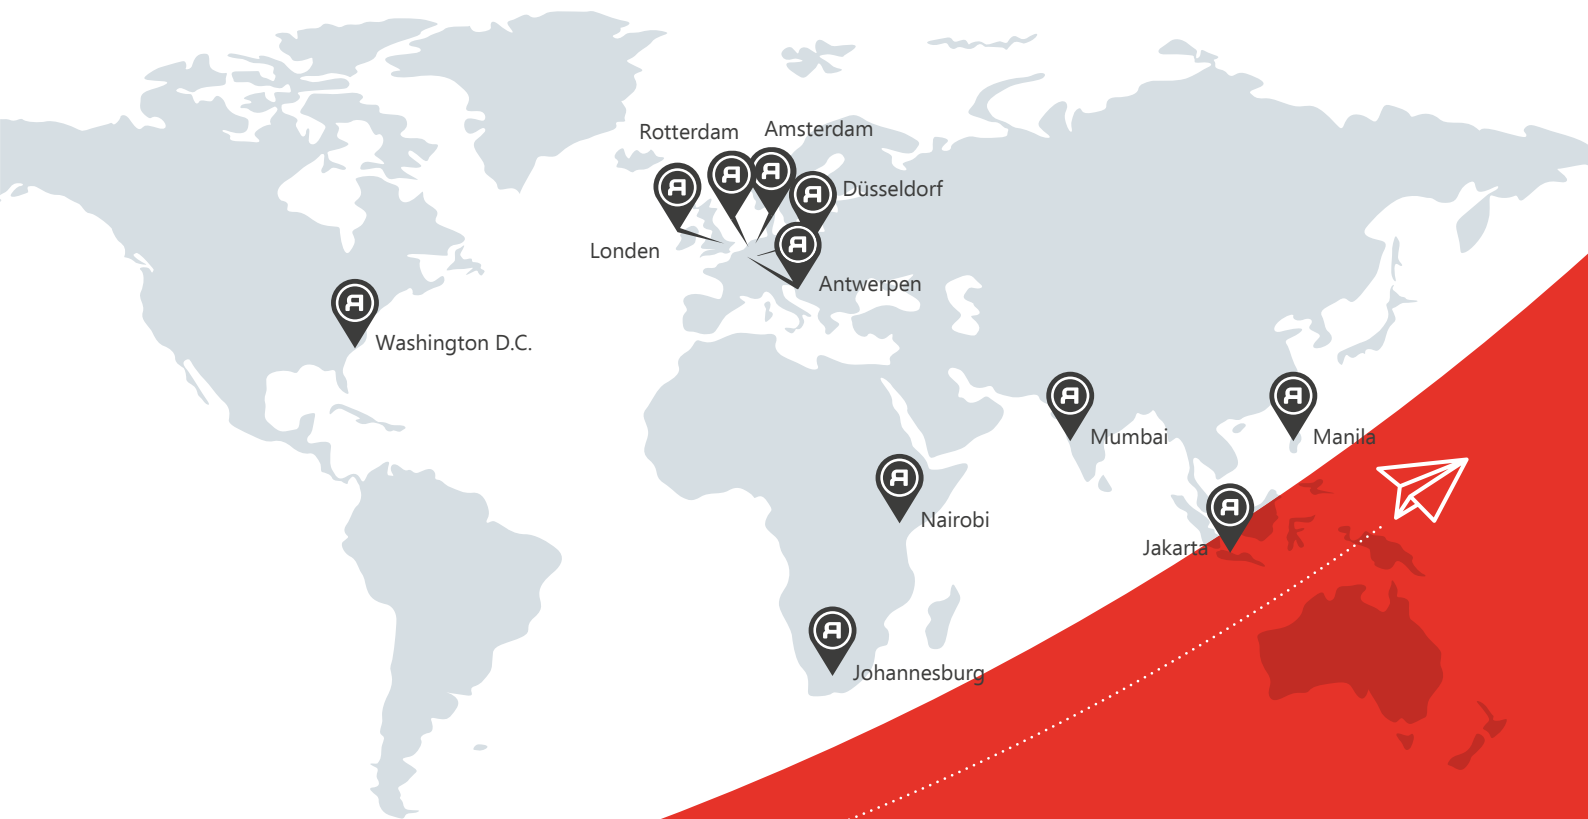 Rotterdam
Amsterdam
Düsseldorf
Londen
Antwerpen
Washington D.C.
Mumbai
Manila
Nairobi
Jakarta
Johannesburg